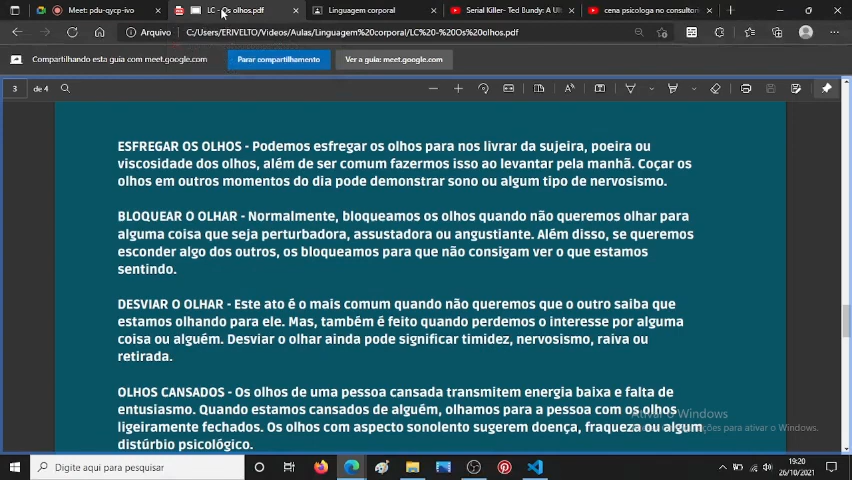 Meet: pdu-qycp-ivo
LC - Os olhos.pdf
Linguagem corporal
Serial Killer- Ted Bundy: A Ul
cena psicologa no consultori
Arquivo
C:/Users/ERIVELTO/Videos/Aulas/Linguagem%20corporal/LC%20-%20Os%20olhos.pdf
Compartilhando esta guia com meet.google.com
Parar compartilhamento
Ver a guia: meet.google.com
3 de 4
ESFREGAR OS OLHOS - Podemos esfregar os olhos para nos livrar da sujeira, poeira ou
viscosidade dos olhos, além de ser comum fazermos isso ao levantar pela manhã. Coçar os
olhos em outros momentos do dia pode demonstrar sono ou algum tipo de nervosismo.
BLOQUEAR O OLHAR - Normalmente, bloqueamos os olhos quando não queremos olhar para
alguma coisa que seja perturbadora, assustadora ou angustiante. Além disso, se queremos
esconder algo dos outros, os bloqueamos para que não consigam ver o que estamos
sentindo.
DESVIAR O OLHAR - Este ato é o mais comum quando não queremos que o outro saiba que
estamos olhando para ele. Mas, também é feito quando perdemos o interesse por alguma
coisa ou alguém. Desviar o olhar ainda pode significar timidez, nervosismo, raiva ou
retirada.
OLHOS CANSADOS - Os olhos de uma pessoa cansada transmitem energia baixa e falta de
entusiasmo. Quando estamos cansados de alguém, olhamos para a pessoa com os olhos
ligeiramente fechados. Os olhos com aspecto sonolento sugerem doença, fraqueza ou algum
distúrbio psicológico.
Ativar o Windows
configurações para ativar o Windows.
Digite aqui para pesquisar
19:20
26/10/2021